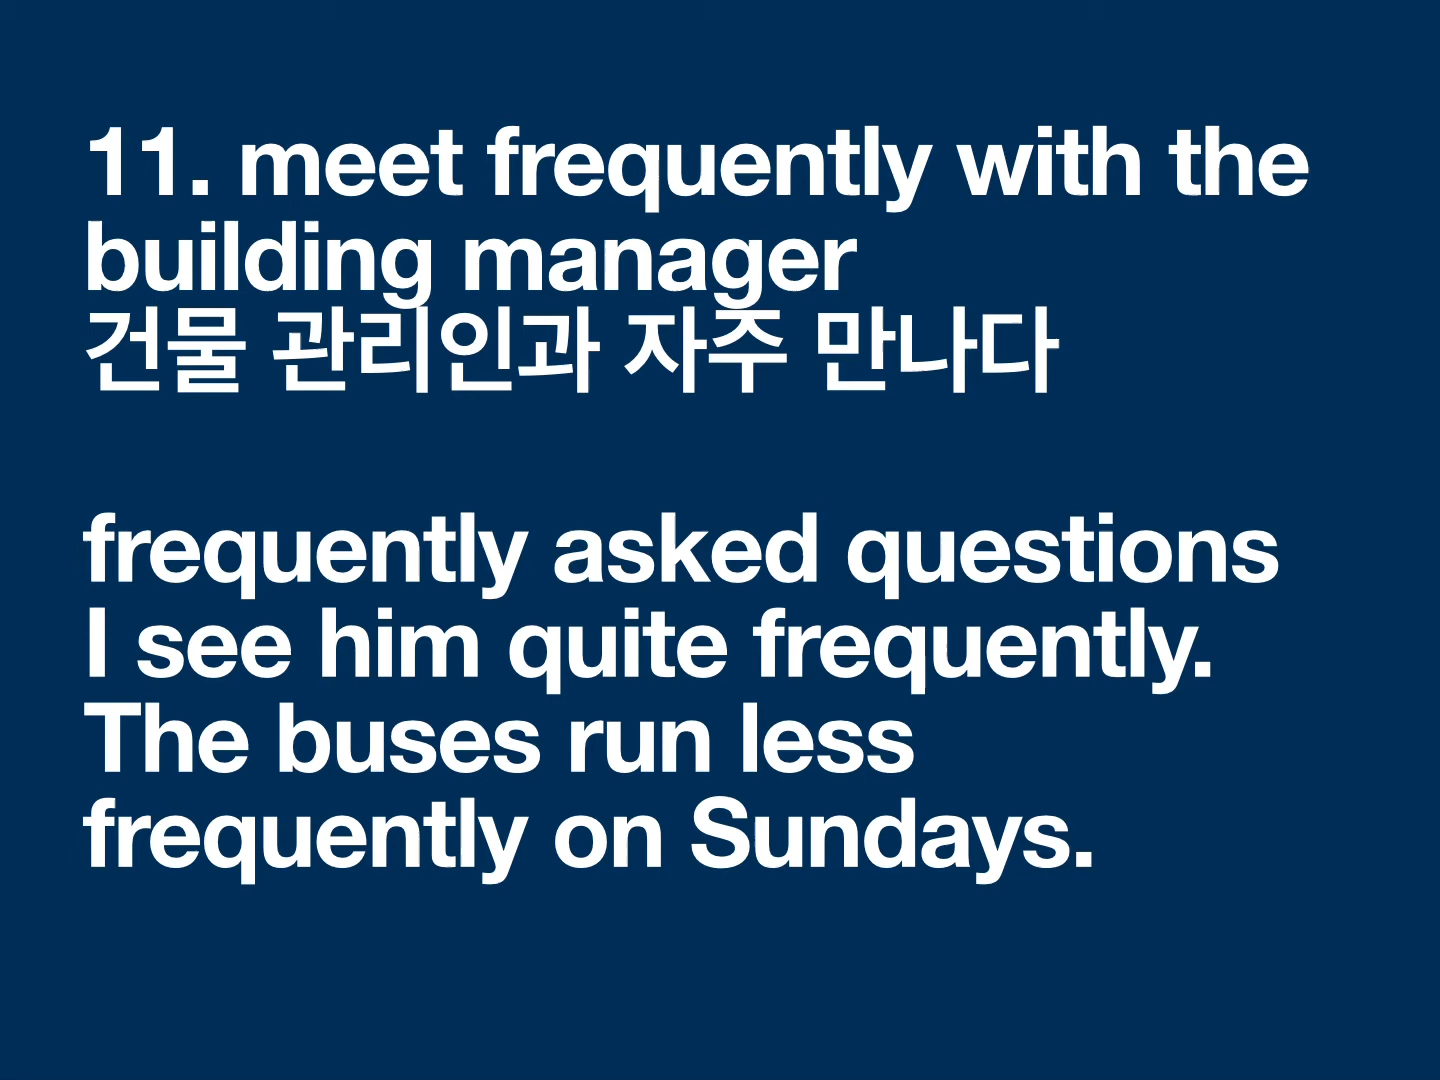 11. meet frequently with the
building manager
건물 관리인과 자주 만나다
frequently asked questions
I see him quite frequently.
The buses run less
frequently on Sundays.